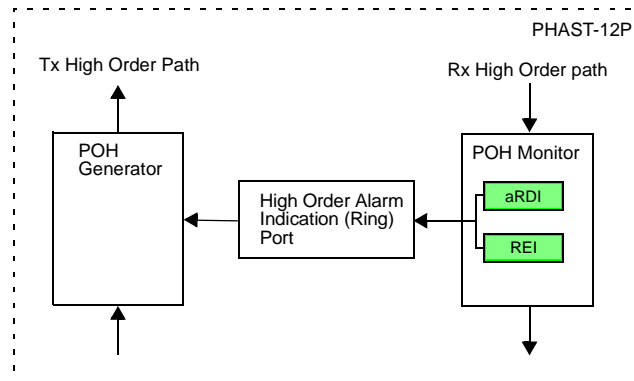 PHAST-12P
Tx High Order Path
Rx High Order path
POH
Generator
High Order Alarm
Indication (Ring)
Port
POH Monitor
aRDI
REI